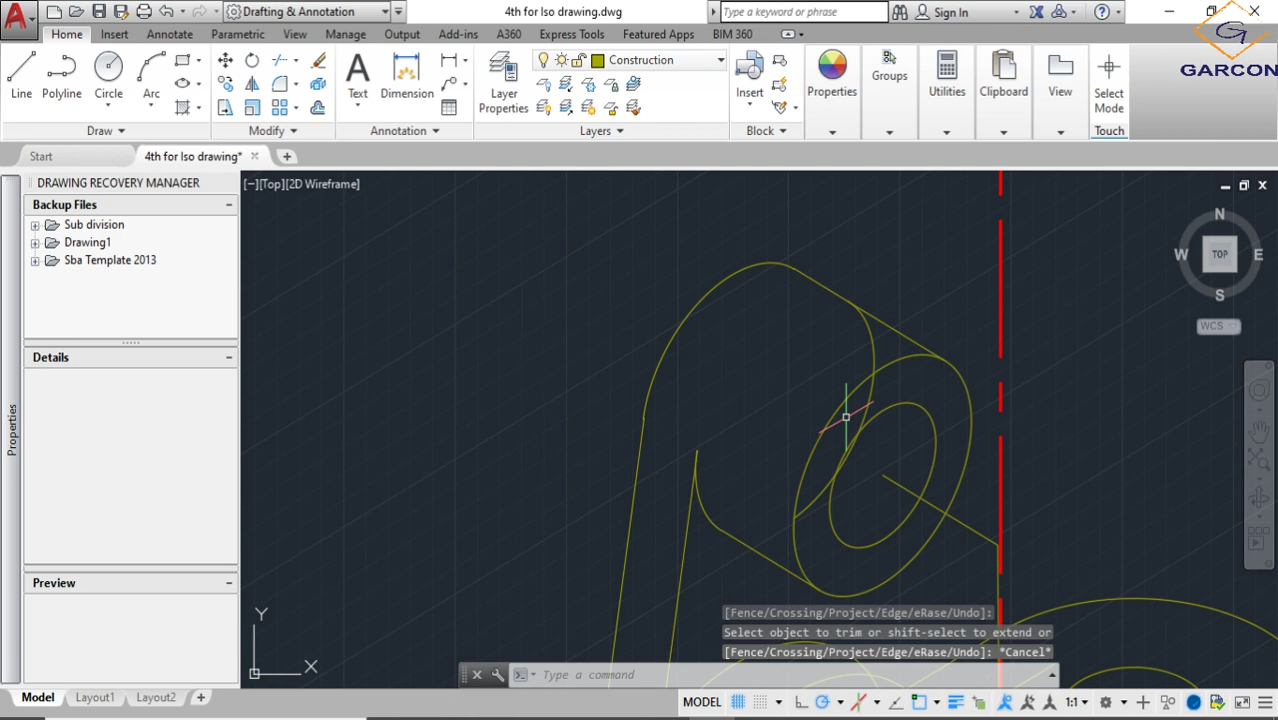 Drafting & Annotation
4th for Iso drawing.dwg
Type a keyword or phrase
Sign In
GARCON
Home
Insert
Annotate
Parametric
View
Manage
Output
Add-ins
A360
Express Tools
Featured Apps
BIM 360
Line
Polyline
Circle
Arc
Text
Dimension
Layer
Properties
Construction
Insert
Properties
Groups
Utilities
Clipboard
View
Select
Mode
Draw
Modify
Annotation
Layers
Block
Touch
Start
4th for Iso drawing*
DRAWING RECOVERY MANAGER
Backup Files
Sub division
Drawing1
Sba Template 2013
Details
Preview
Properties
[−][Top][2D Wireframe]
N
W
TOP
E
S
WCS
Y
X
[Fence/Crossing/Project/Edge/eRase/Undo]:
Select object to trim or shift-select to extend or
[Fence/Crossing/Project/Edge/eRase/Undo]: *Cancel*
Type a command
Model
Layout1
Layout2
MODEL
1:1